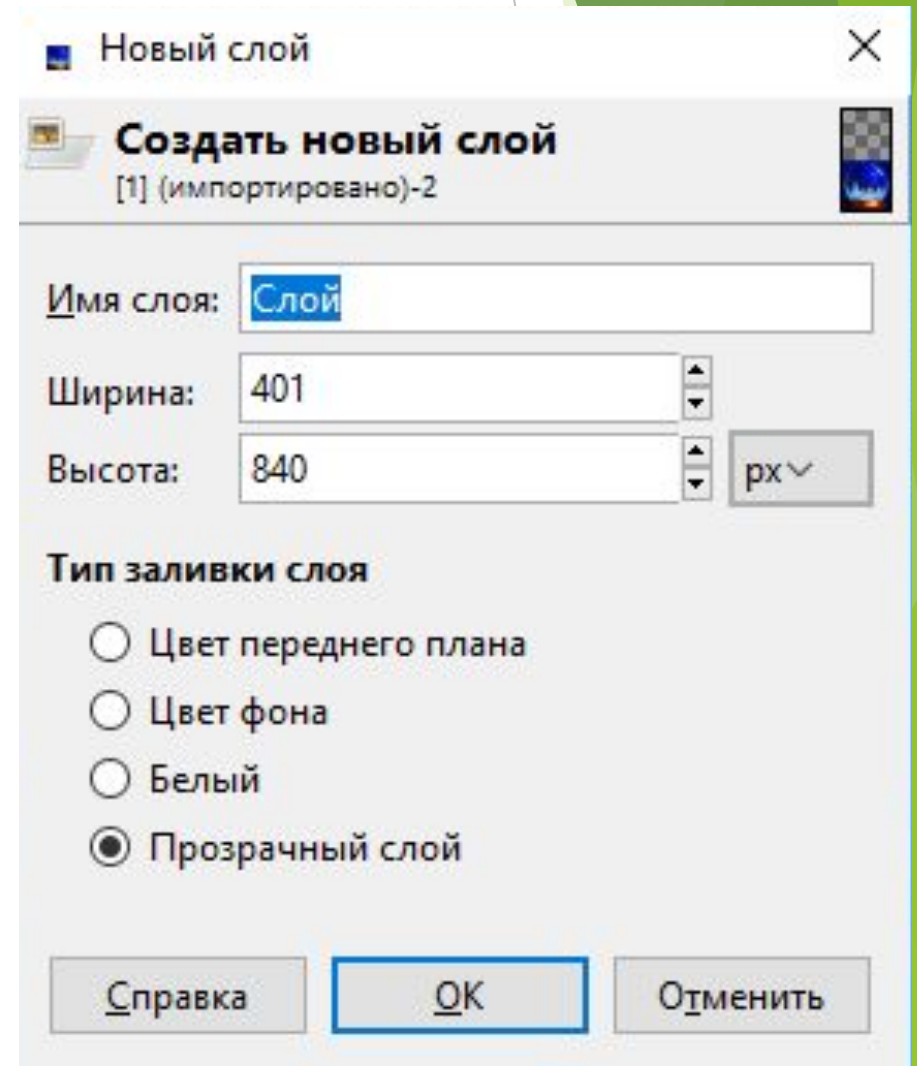 Новый слой
Создать новый слой
[1] (импортировано)-2
Имя слоя: Слой
Ширина: 401
Высота: 840 px
Тип заливки слоя
Цвет переднего плана
Цвет фона
Белый
Прозрачный слой
Справка OK Отменить